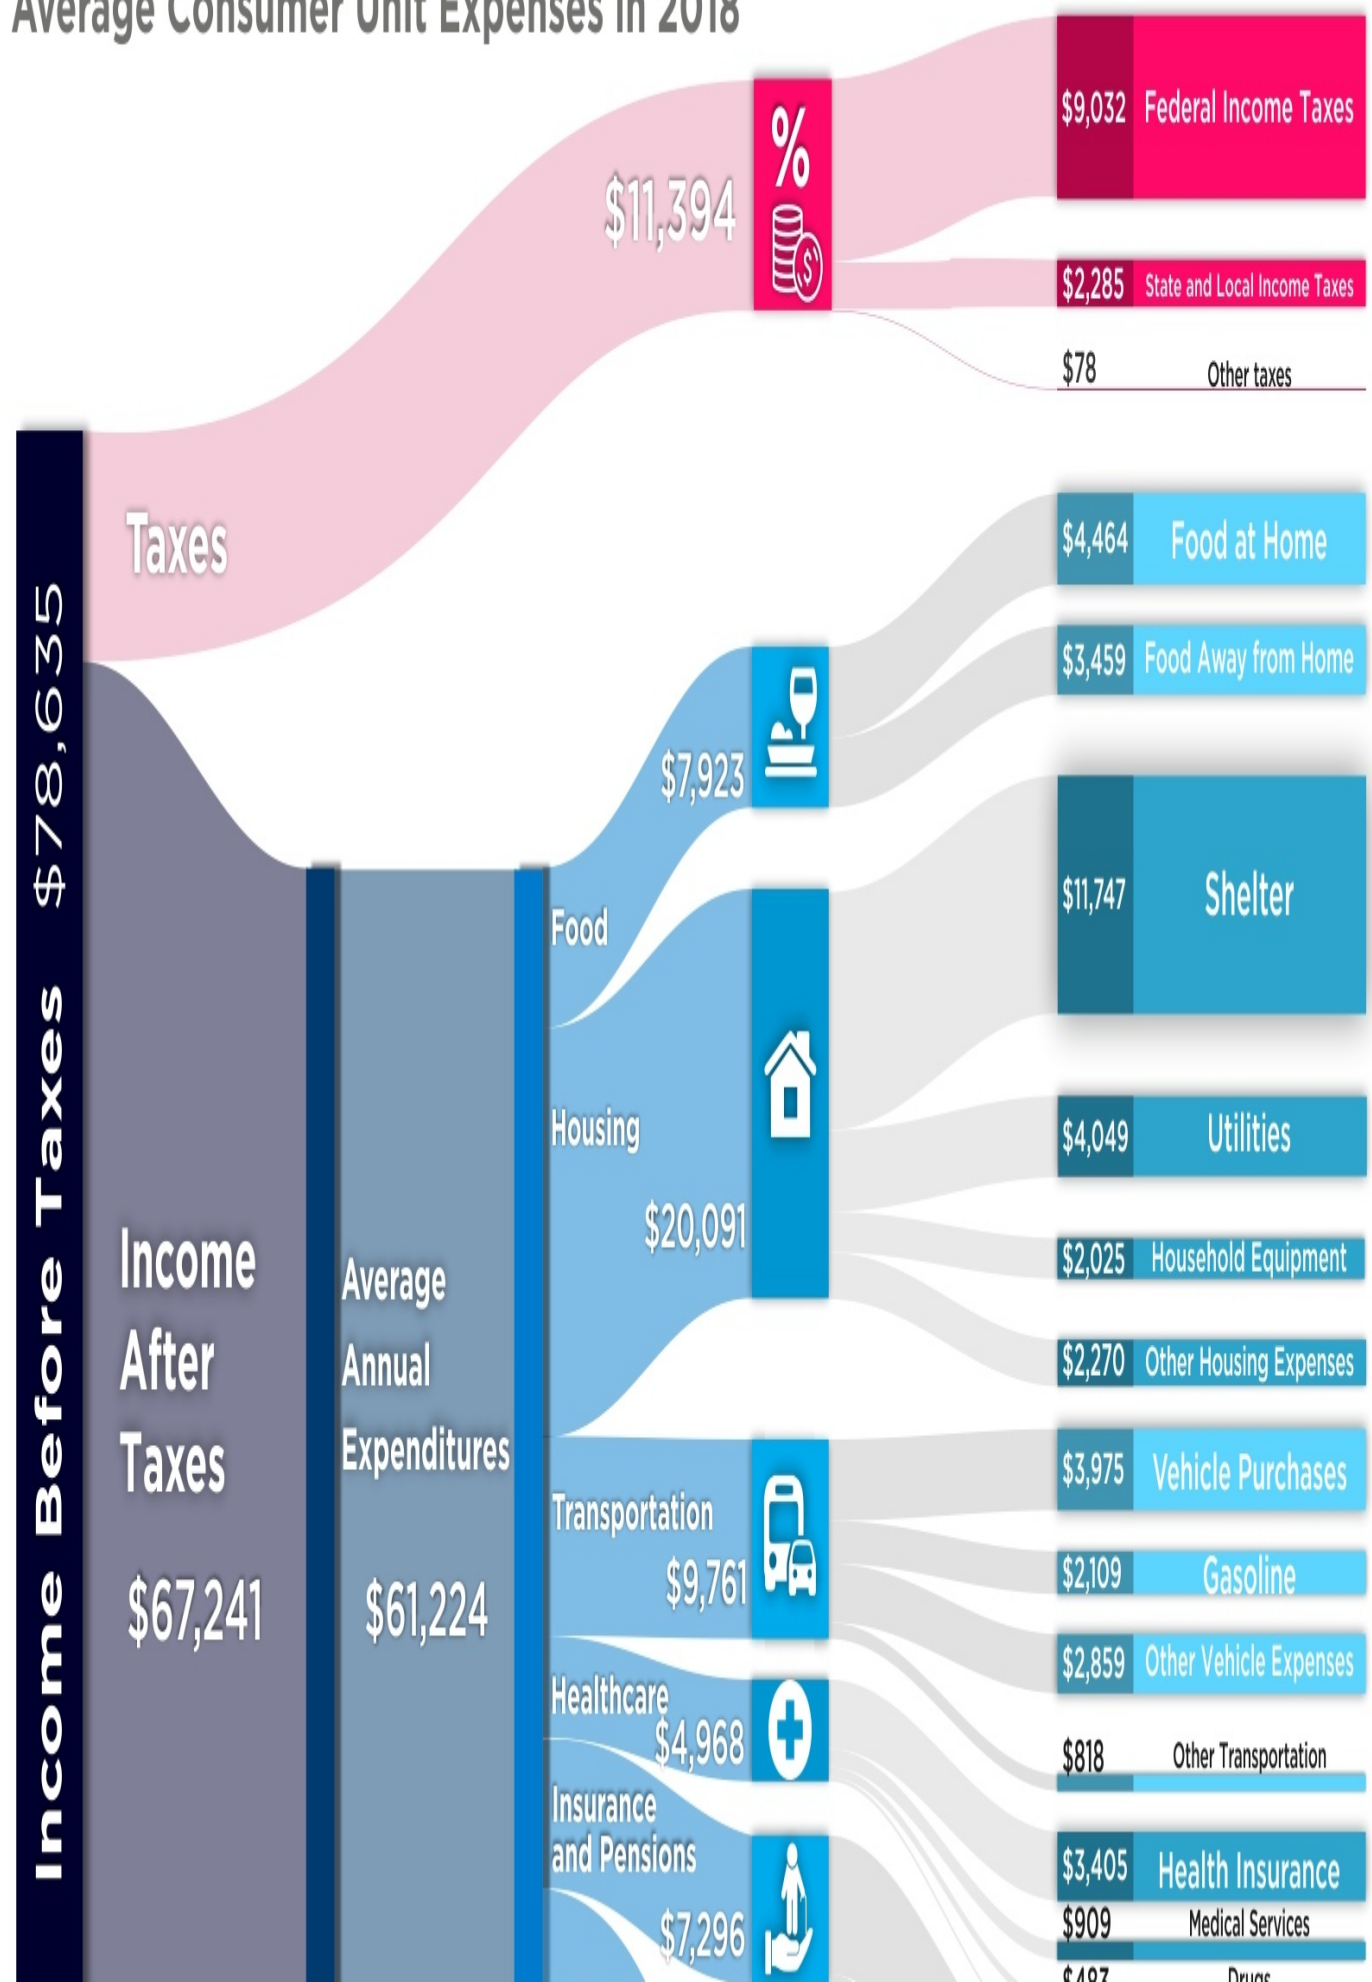 Average Consumer Unit Expenses in 2018
$9,032 Federal Income Taxes
$11,394
$2,285 State and Local Income Taxes
$78 Other taxes
Taxes
$4,464 Food at Home
$3,459 Food Away from Home
$7,923
Food
$11,747 Shelter
Housing
$4,049 Utilities
$20,091
$2,025 Household Equipment
$2,270 Other Housing Expenses
Income Before Taxes $78,635
Income
After
Taxes
$67,241
Average
Annual
Expenditures
$61,224
Transportation
$9,761
$3,975 Vehicle Purchases
$2,109 Gasoline
$2,859 Other Vehicle Expenses
$818 Other Transportation
Healthcare
$4,968
Insurance
and Pensions
$7,296
$3,405 Health Insurance
$909 Medical Services
$483 Drugs